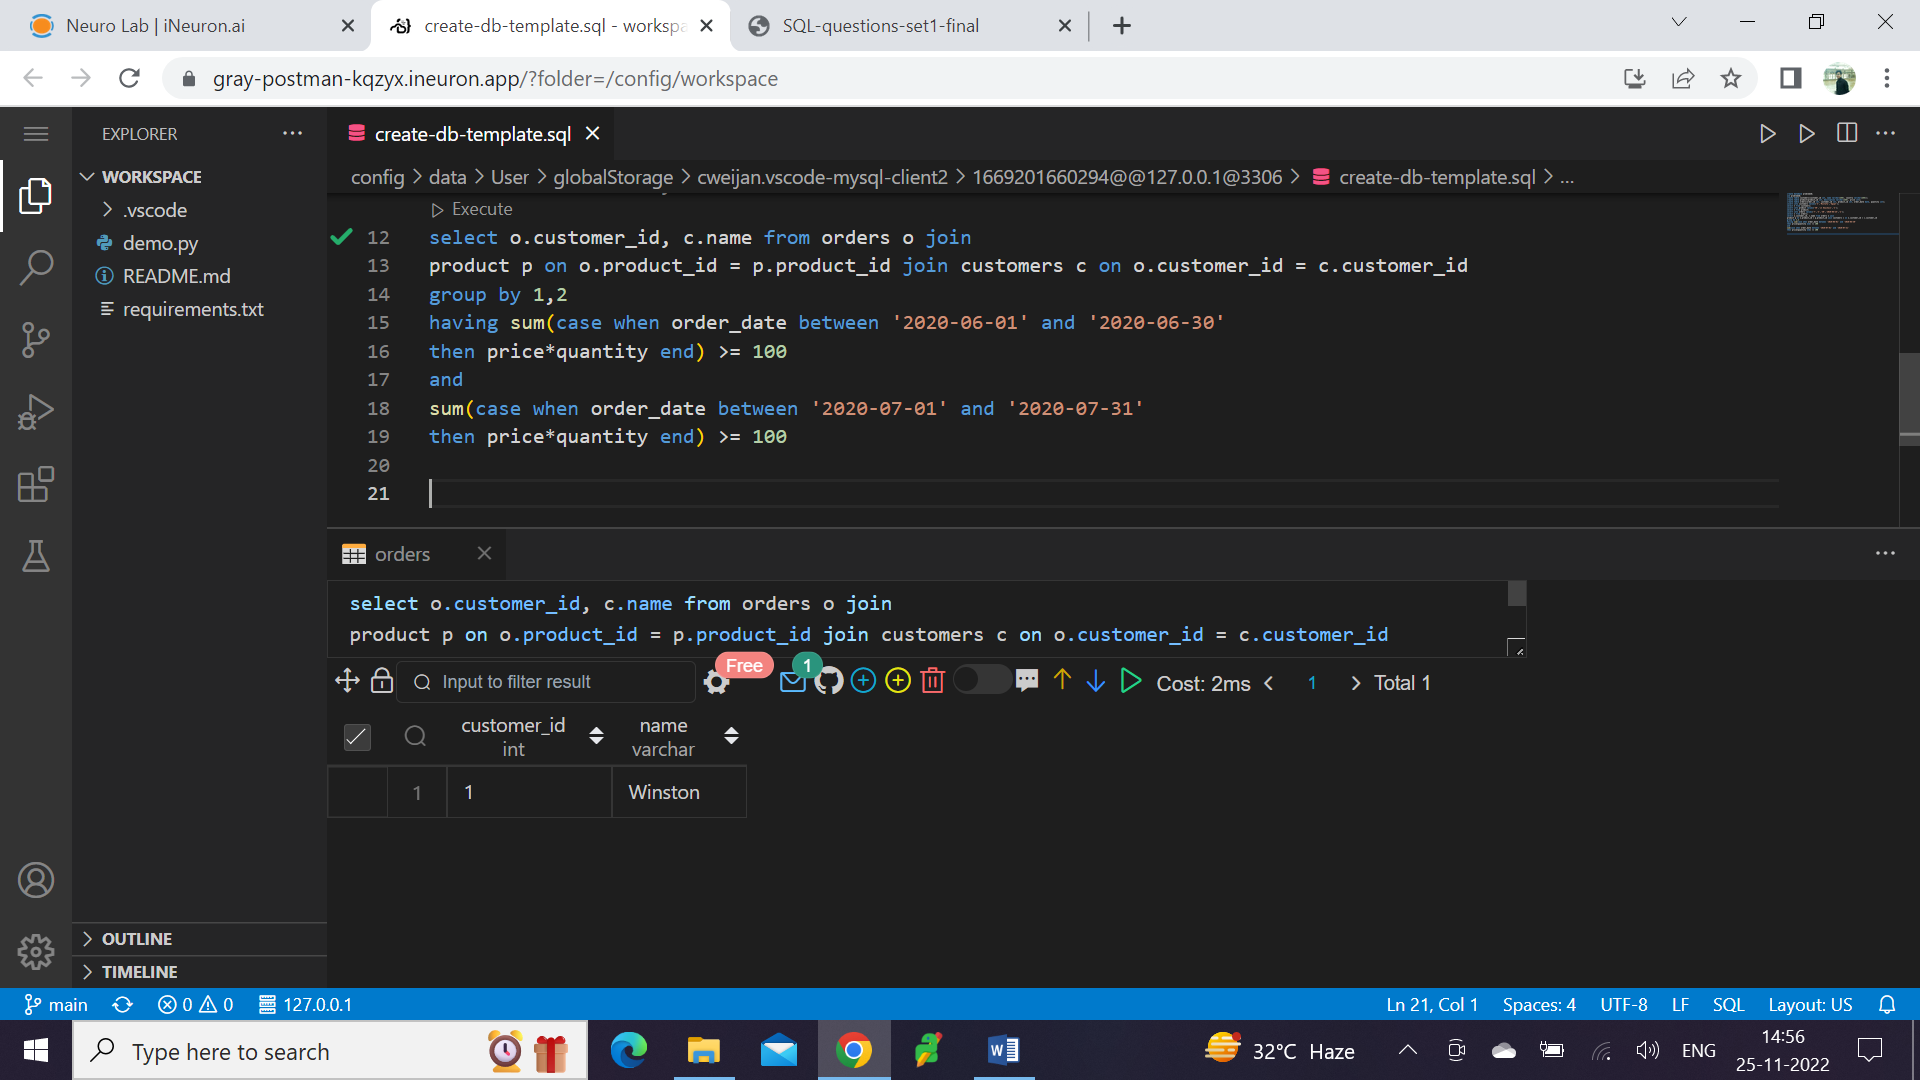 Neuro Lab | iNeuron.ai
create-db-template.sql - workspa
SQL-questions-set1-final
gray-postman-kqzyx.ineuron.app/?folder=/config/workspace
EXPLORER
create-db-template.sql
WORKSPACE
config > data > User > globalStorage > cweijan.vscode-mysql-client2 > 1669201660294@@127.0.0.1@3306 > create-db-template.sql > ...
.vscode
demo.py
README.md
requirements.txt
Execute
12 select o.customer_id, c.name from orders o join
13 product p on o.product_id = p.product_id join customers c on o.customer_id = c.customer_id
14 group by 1,2
15 having sum(case when order_date between '2020-06-01' and '2020-06-30'
16 then price*quantity end) >= 100
17 and
18 sum(case when order_date between '2020-07-01' and '2020-07-31'
19 then price*quantity end) >= 100
20
21
orders
select o.customer_id, c.name from orders o join
product p on o.product_id = p.product_id join customers c on o.customer_id = c.customer_id
Input to filter result
Free
1
Cost: 2ms < 1 > Total 1
customer_id
int
name
varchar
1 1 Winston
OUTLINE
TIMELINE
main 0 0 127.0.0.1
Ln 21, Col 1 Spaces: 4 UTF-8 LF SQL Layout: US
Type here to search
32°C Haze
ENG
14:56
25-11-2022